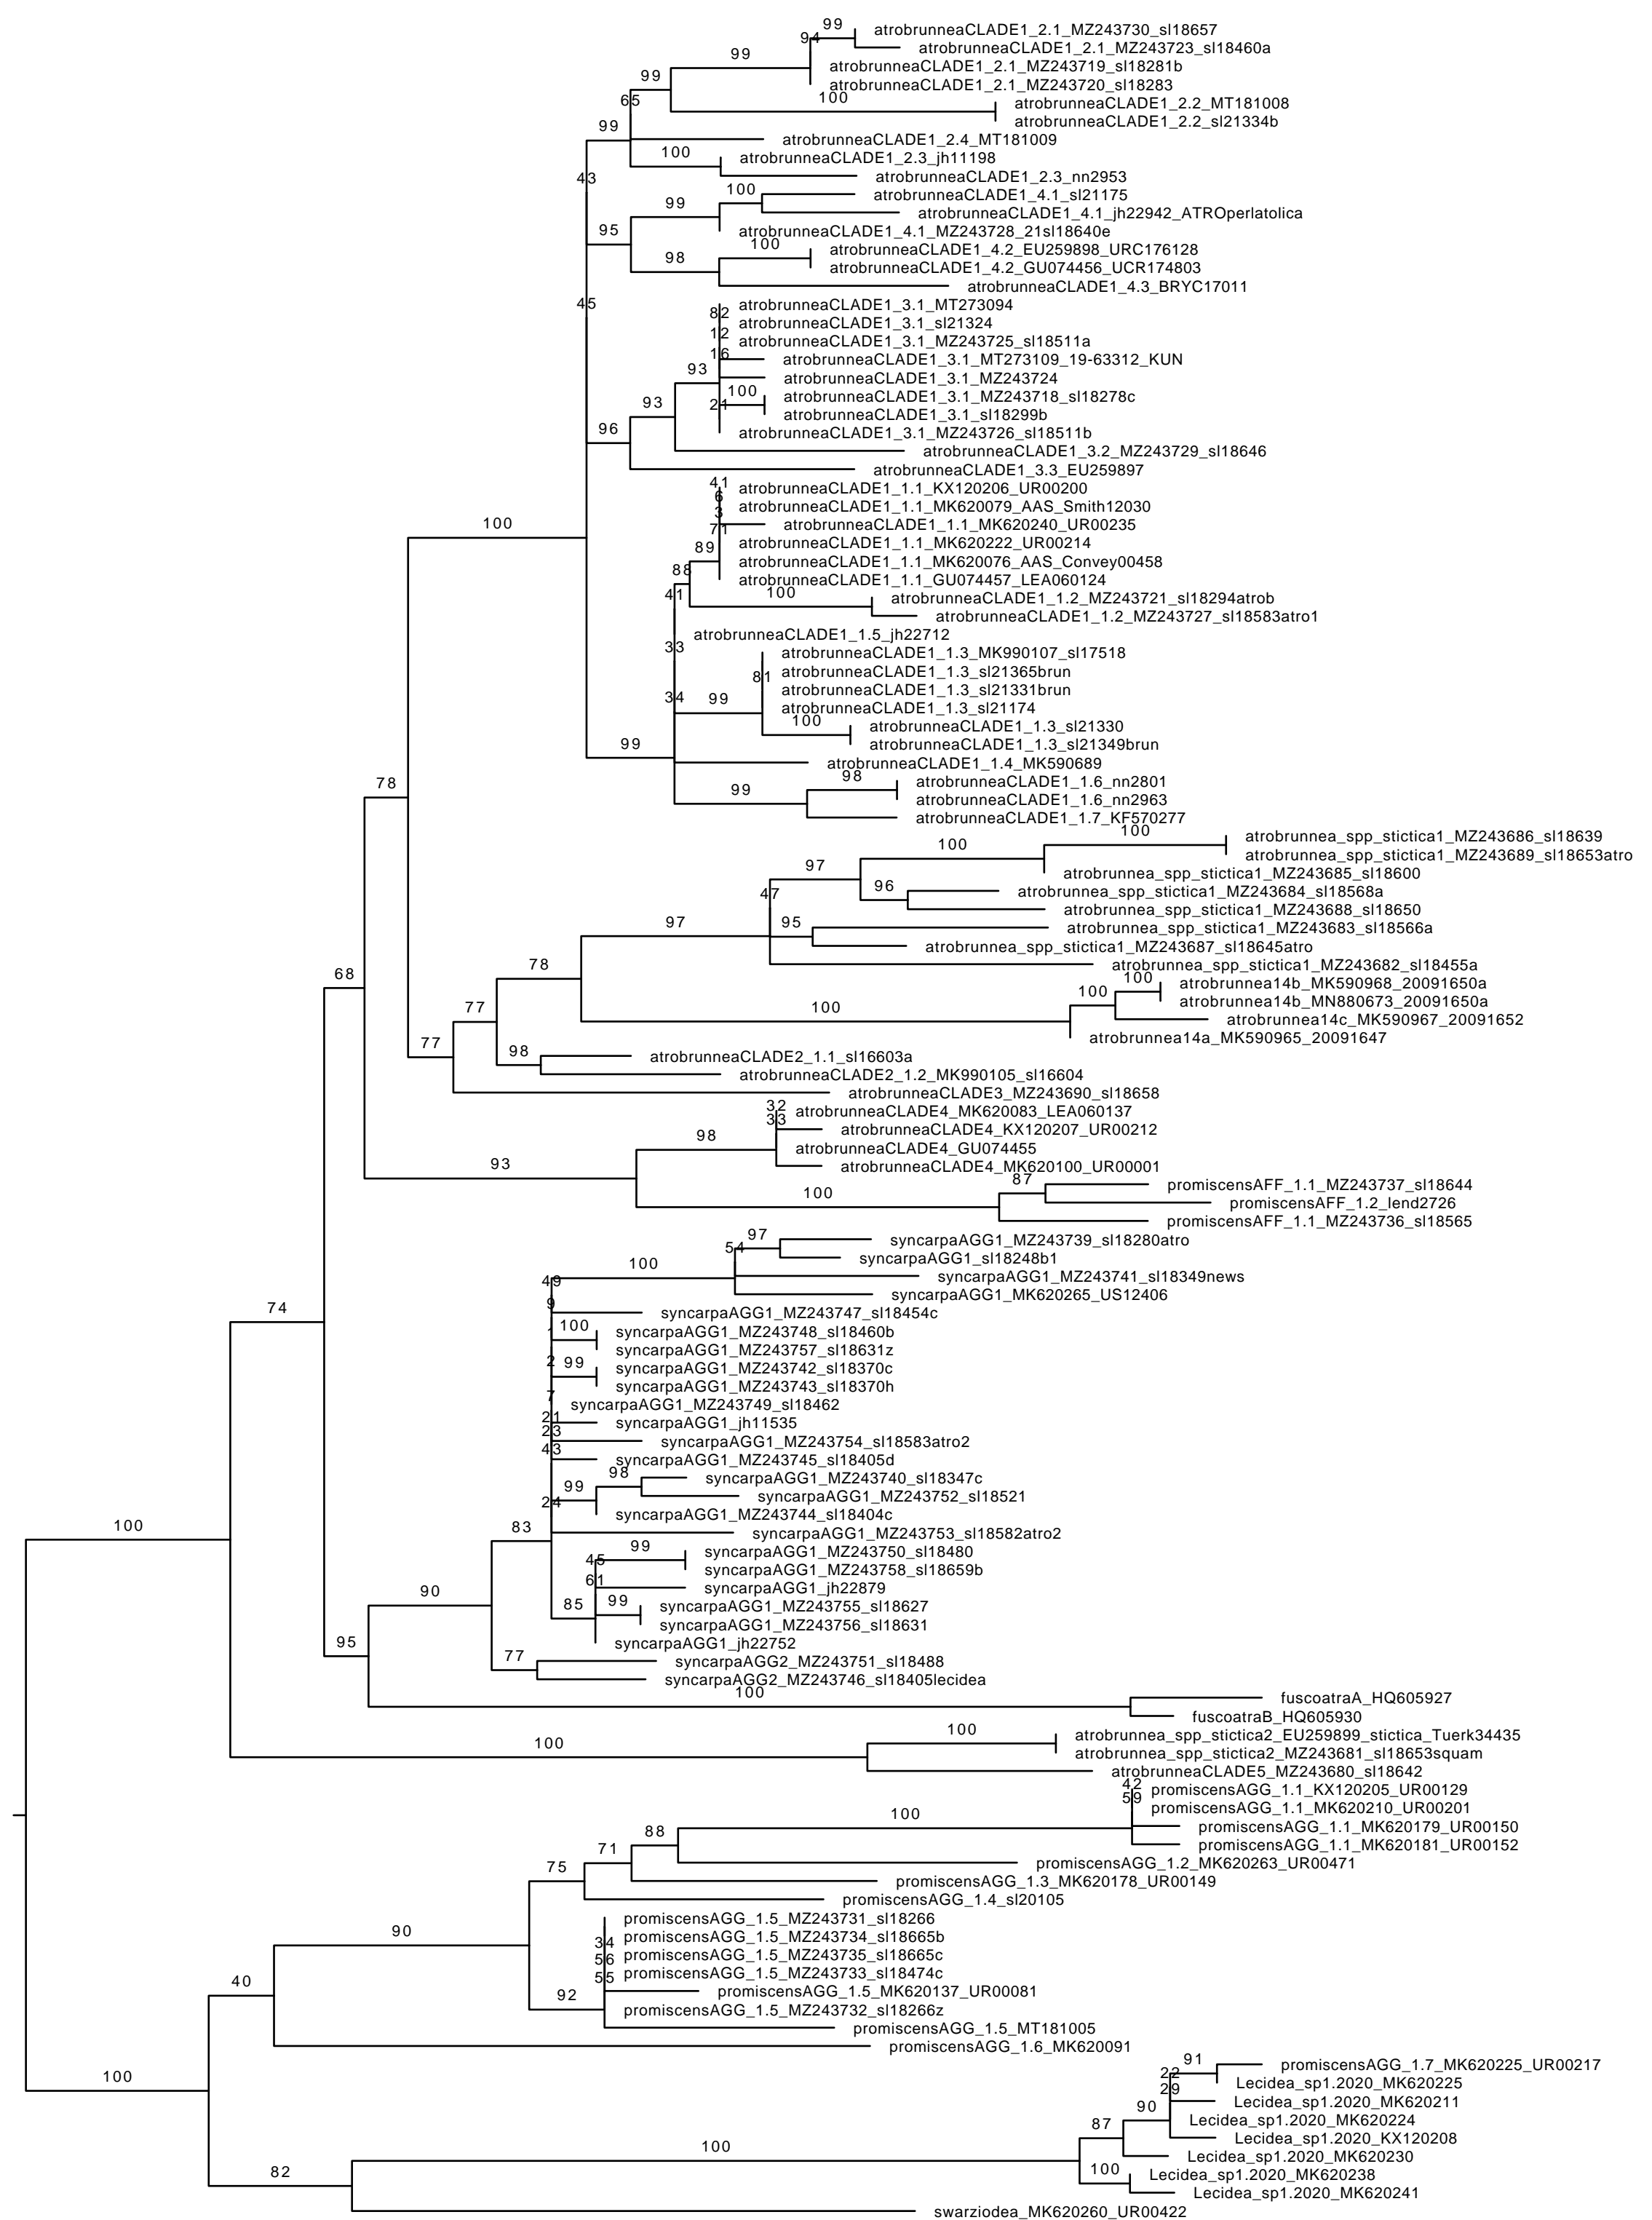 99
atrobrunneaCLADE1_2.1_MZ243730_sl18657
94
atrobrunneaCLADE1_2.1_MZ243723_sl18460a
99
atrobrunneaCLADE1_2.1_MZ243719_sl18281b
99
atrobrunneaCLADE1_2.1_MZ243720_sl18283
65
100
atrobrunneaCLADE1_2.2_MT181008
atrobrunneaCLADE1_2.2_sl21334b
99
atrobrunneaCLADE1_2.4_MT181009
100
atrobrunneaCLADE1_2.3_jh11198
43
atrobrunneaCLADE1_2.3_nn2953
100
atrobrunneaCLADE1_4.1_sl21175
99
atrobrunneaCLADE1_4.1_jh22942_ATROperlatolica
95
atrobrunneaCLADE1_4.1_MZ243728_21sl18640e
100
atrobrunneaCLADE1_4.2_EU259898_URC176128
98
atrobrunneaCLADE1_4.2_GU074456_UCR174803
atrobrunneaCLADE1_4.3_BRYC17011
45
atrobrunneaCLADE1_3.1_MT273094
82
atrobrunneaCLADE1_3.1_sl21324
12
atrobrunneaCLADE1_3.1_MZ243725_sl18511a
16
atrobrunneaCLADE1_3.1_MT273109_19-63312_KUN
93
atrobrunneaCLADE1_3.1_MZ243724
100
atrobrunneaCLADE1_3.1_MZ243718_sl18278c
93
21
atrobrunneaCLADE1_3.1_sl18299b
96
atrobrunneaCLADE1_3.1_MZ243726_sl18511b
atrobrunneaCLADE1_3.2_MZ243729_sl18646
atrobrunneaCLADE1_3.3_EU259897
41
atrobrunneaCLADE1_1.1_KX120206_UR00200
6
atrobrunneaCLADE1_1.1_MK620079_AAS_Smith12030
3
100
atrobrunneaCLADE1_1.1_MK620240_UR00235
71
atrobrunneaCLADE1_1.1_MK620222_UR00214
89
atrobrunneaCLADE1_1.1_MK620076_AAS_Convey00458
88
atrobrunneaCLADE1_1.1_GU074457_LEA060124
41
100
atrobrunneaCLADE1_1.2_MZ243721_sl18294atrob
atrobrunneaCLADE1_1.2_MZ243727_sl18583atro1
atrobrunneaCLADE1_1.5_jh22712
33
atrobrunneaCLADE1_1.3_MK990107_sl17518
81
atrobrunneaCLADE1_1.3_sl21365brun
34
99
atrobrunneaCLADE1_1.3_sl21331brun
atrobrunneaCLADE1_1.3_sl21174
100
atrobrunneaCLADE1_1.3_sl21330
99
atrobrunneaCLADE1_1.3_sl21349brun
atrobrunneaCLADE1_1.4_MK590689
78
99
98
atrobrunneaCLADE1_1.6_nn2801
atrobrunneaCLADE1_1.6_nn2963
atrobrunneaCLADE1_1.7_KF570277
100
atrobrunnea_spp_stictica1_MZ243686_sl18639
100
atrobrunnea_spp_stictica1_MZ243689_sl18653atro
97
atrobrunnea_spp_stictica1_MZ243685_sl18600
96
atrobrunnea_spp_stictica1_MZ243684_sl18568a
47
atrobrunnea_spp_stictica1_MZ243688_sl18650
97
95
atrobrunnea_spp_stictica1_MZ243683_sl18566a
atrobrunnea_spp_stictica1_MZ243687_sl18645atro
78
atrobrunnea_spp_stictica1_MZ243682_sl18455a
68
100
atrobrunnea14b_MK590968_20091650a
100
atrobrunnea14b_MN880673_20091650a
77
100
atrobrunnea14c_MK590967_20091652
atrobrunnea14a_MK590965_20091647
77
98
atrobrunneaCLADE2_1.1_sl16603a
atrobrunneaCLADE2_1.2_MK990105_sl16604
atrobrunneaCLADE3_MZ243690_sl18658
32
atrobrunneaCLADE4_MK620083_LEA060137
33
atrobrunneaCLADE4_KX120207_UR00212
98
atrobrunneaCLADE4_GU074455
93
atrobrunneaCLADE4_MK620100_UR00001
87
promiscensAFF_1.1_MZ243737_sl18644
100
promiscensAFF_1.2_lend2726
promiscensAFF_1.1_MZ243736_sl18565
97
syncarpaAGG1_MZ243739_sl18280atro
54
syncarpaAGG1_sl18248b1
100
syncarpaAGG1_MZ243741_sl18349news
49
syncarpaAGG1_MK620265_US12406
9
syncarpaAGG1_MZ243747_sl18454c
74
100
syncarpaAGG1_MZ243748_sl18460b
syncarpaAGG1_MZ243757_sl18631z
2
99
syncarpaAGG1_MZ243742_sl18370c
syncarpaAGG1_MZ243743_sl18370h
7
syncarpaAGG1_MZ243749_sl18462
21
syncarpaAGG1_jh11535
23
syncarpaAGG1_MZ243754_sl18583atro2
43
syncarpaAGG1_MZ243745_sl18405d
98
syncarpaAGG1_MZ243740_sl18347c
99
syncarpaAGG1_MZ243752_sl18521
24
syncarpaAGG1_MZ243744_sl18404c
100
83
syncarpaAGG1_MZ243753_sl18582atro2
99
syncarpaAGG1_MZ243750_sl18480
45
syncarpaAGG1_MZ243758_sl18659b
61
syncarpaAGG1_jh22879
90
85
99
syncarpaAGG1_MZ243755_sl18627
syncarpaAGG1_MZ243756_sl18631
95
syncarpaAGG1_jh22752
77
syncarpaAGG2_MZ243751_sl18488
syncarpaAGG2_MZ243746_sl18405lecidea
100
fuscoatraA_HQ605927
fuscoatraB_HQ605930
100
100
atrobrunnea_spp_stictica2_EU259899_stictica_Tuerk34435
atrobrunnea_spp_stictica2_MZ243681_sl18653squam
atrobrunneaCLADE5_MZ243680_sl18642
42
promiscensAGG_1.1_KX120205_UR00129
59
promiscensAGG_1.1_MK620210_UR00201
100
promiscensAGG_1.1_MK620179_UR00150
88
promiscensAGG_1.1_MK620181_UR00152
71
promiscensAGG_1.2_MK620263_UR00471
75
promiscensAGG_1.3_MK620178_UR00149
promiscensAGG_1.4_sl20105
promiscensAGG_1.5_MZ243731_sl18266
90
34
promiscensAGG_1.5_MZ243734_sl18665b
56
promiscensAGG_1.5_MZ243735_sl18665c
40
55
promiscensAGG_1.5_MZ243733_sl18474c
92
promiscensAGG_1.5_MK620137_UR00081
promiscensAGG_1.5_MZ243732_sl18266z
promiscensAGG_1.5_MT181005
promiscensAGG_1.6_MK620091
91
promiscensAGG_1.7_MK620225_UR00217
100
22
Lecidea_sp1.2020_MK620225
29
Lecidea_sp1.2020_MK620211
90
Lecidea_sp1.2020_MK620224
87
Lecidea_sp1.2020_KX120208
100
Lecidea_sp1.2020_MK620230
82
100
Lecidea_sp1.2020_MK620238
Lecidea_sp1.2020_MK620241
swarziodea_MK620260_UR00422